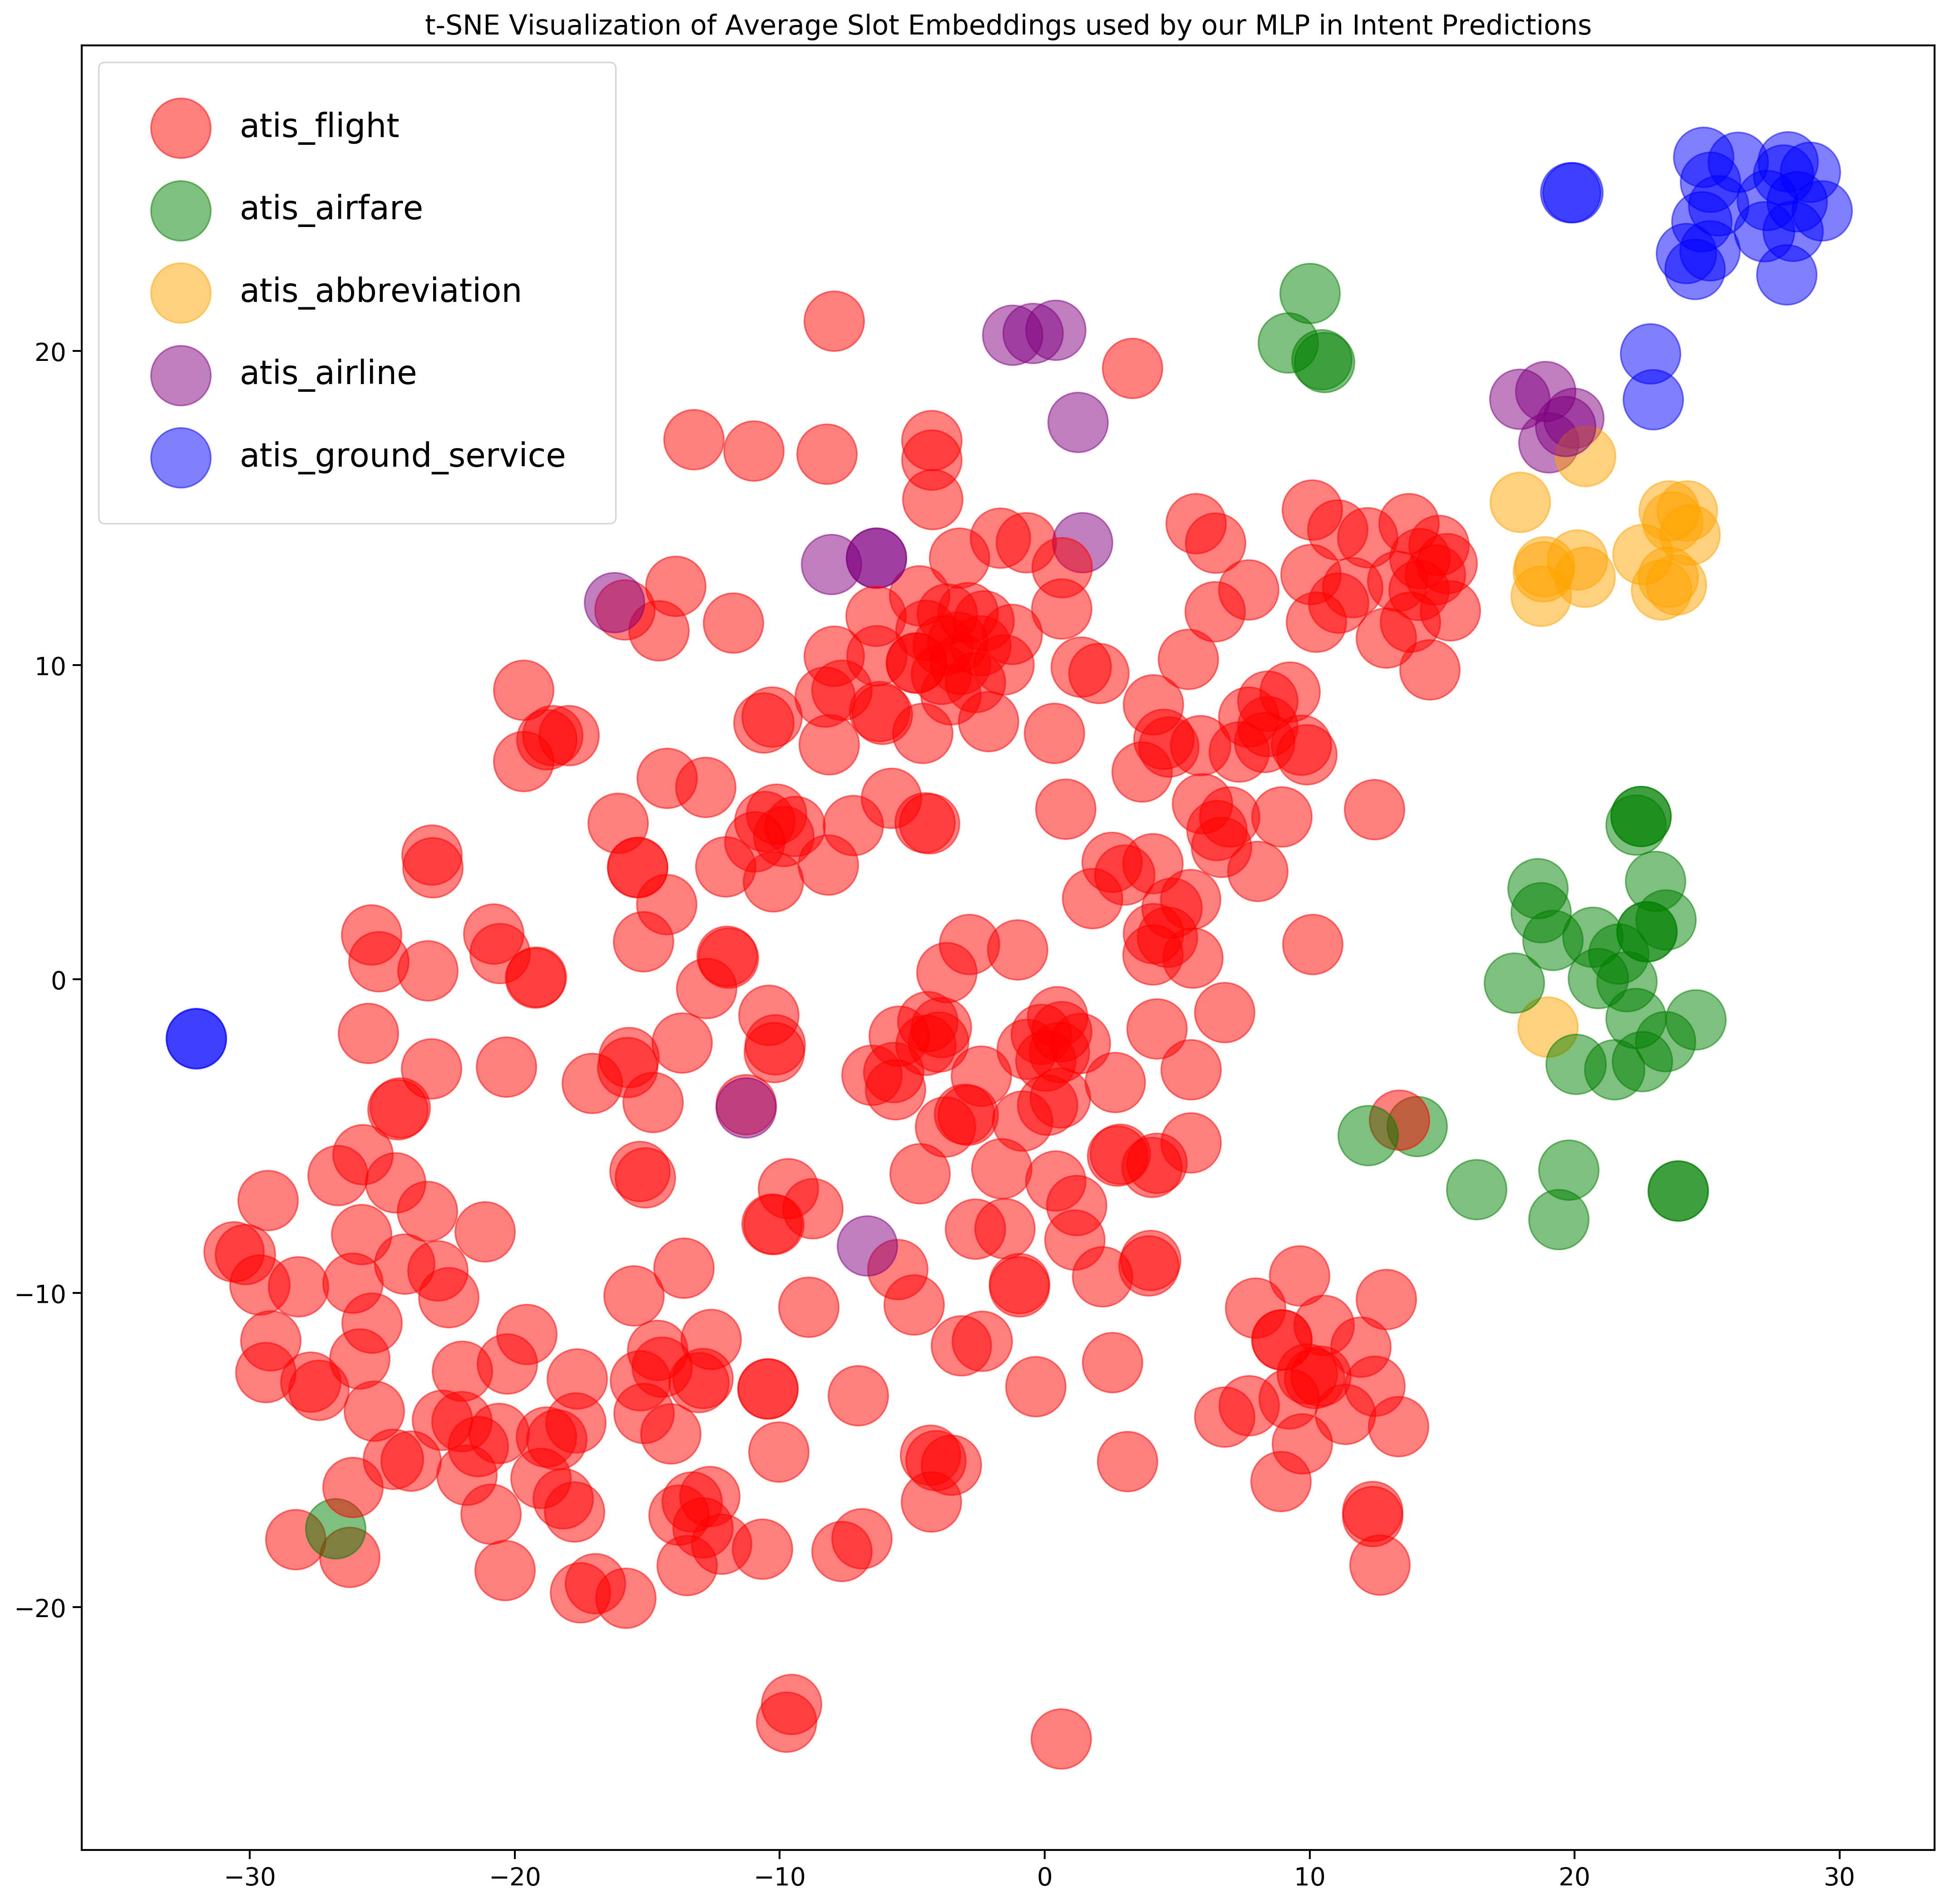 t-SNE Visualization of Average Slot Embeddings used by our MLP in Intent Predictions
atis_flight
atis_airfare
atis_abbreviation
atis_airline
atis_ground_service
20
10
0
−10
−20
−30 −20 −10 0 10 20 30